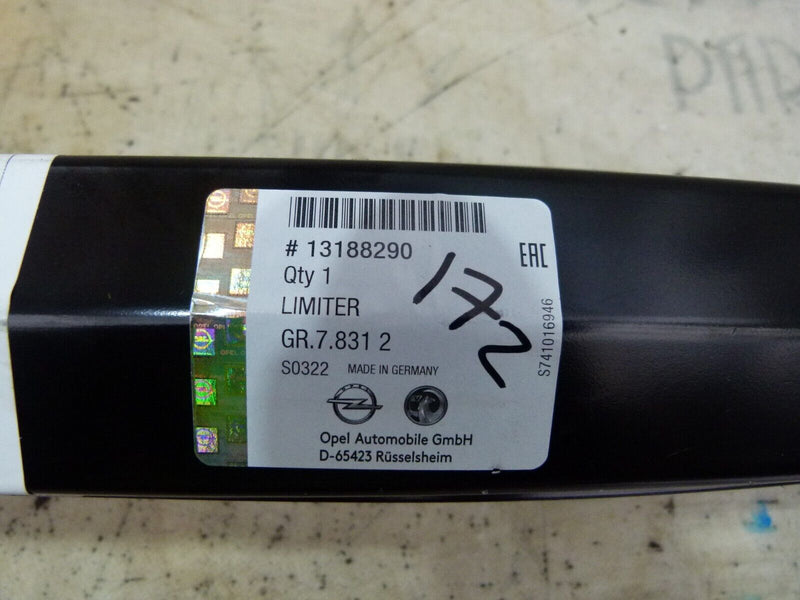 # 13188290
Qty 1
LIMITER
GR.7.831 2
S0322 MADE IN GERMANY
OPEL
Opel Automobile GmbH
D-65423 Rüsselsheim
EAC
S741016946
172